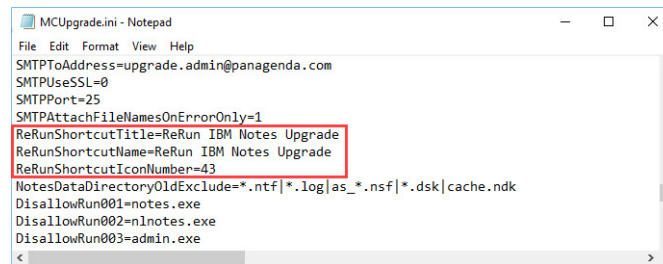 MCUpgrade.ini - Notepad
File Edit Format View Help
SMTPToAddress=upgrade.admin@panagenda.com
SMTPUseSSL=0
SMTPPort=25
SMTPAttachFileNamesOnErrorOnly=1
ReRunShortcutTitle=ReRun IBM Notes Upgrade
ReRunShortcutName=ReRun IBM Notes Upgrade
ReRunShortcutIconNumber=43
NotesDataDirectoryOldExclude=*.ntf|*.log|as_*.nsf|*.dsk|cache.ndk
DisallowRun001=notes.exe
DisallowRun002=nlnotes.exe
DisallowRun003=admin.exe